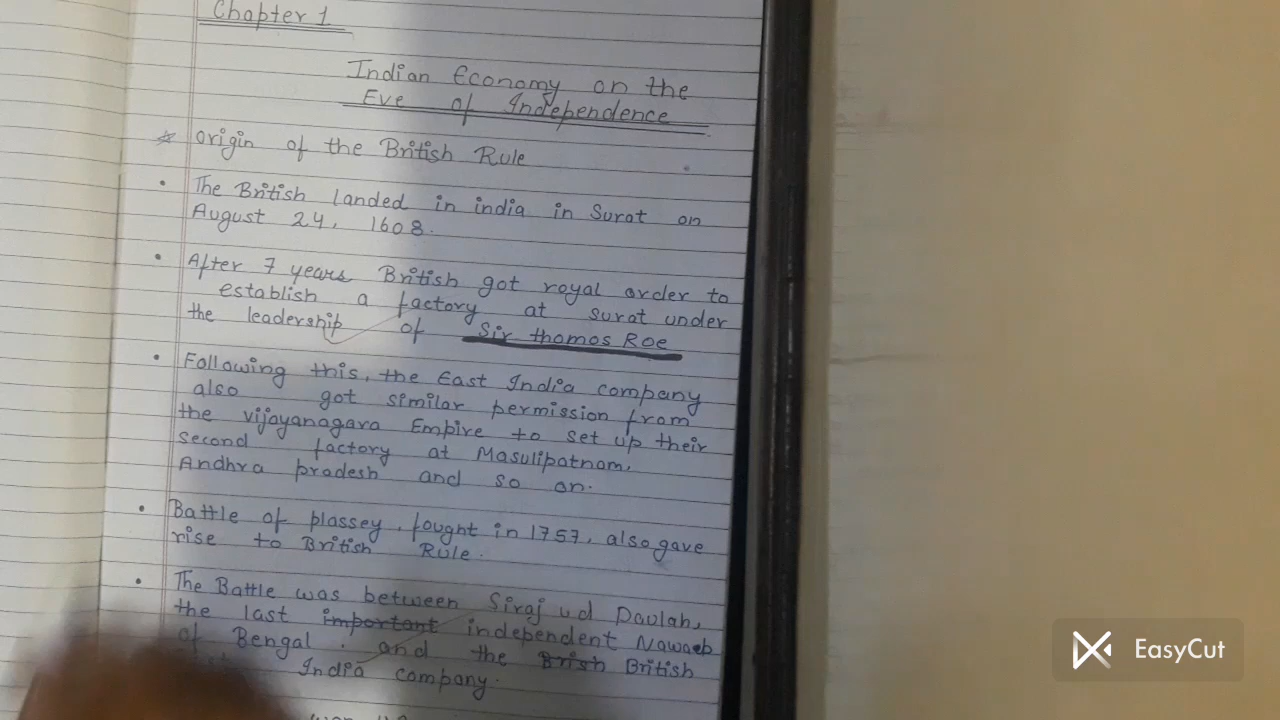 Chapter 1
Indian Economy on the
Eve of Independence
* Origin of the British Rule
• The British landed in india in Surat on
August 24, 1608.
• After 7 years British got royal order to
establish a factory at surat under
the leadership of Sir thomos Roe
• Following this, the East India company
also got similar permission from
the vijayanagara Empire to set up their
second factory at Masulipatnam,
Andhra pradesh and so on.
• Battle of plassey, fought in 1757, also gave
rise to British Rule.
• The Battle was between Siraj ud Daulah,
the last important independent Nawaeb
of Bengal, and the Brish British
India company.
EasyCut